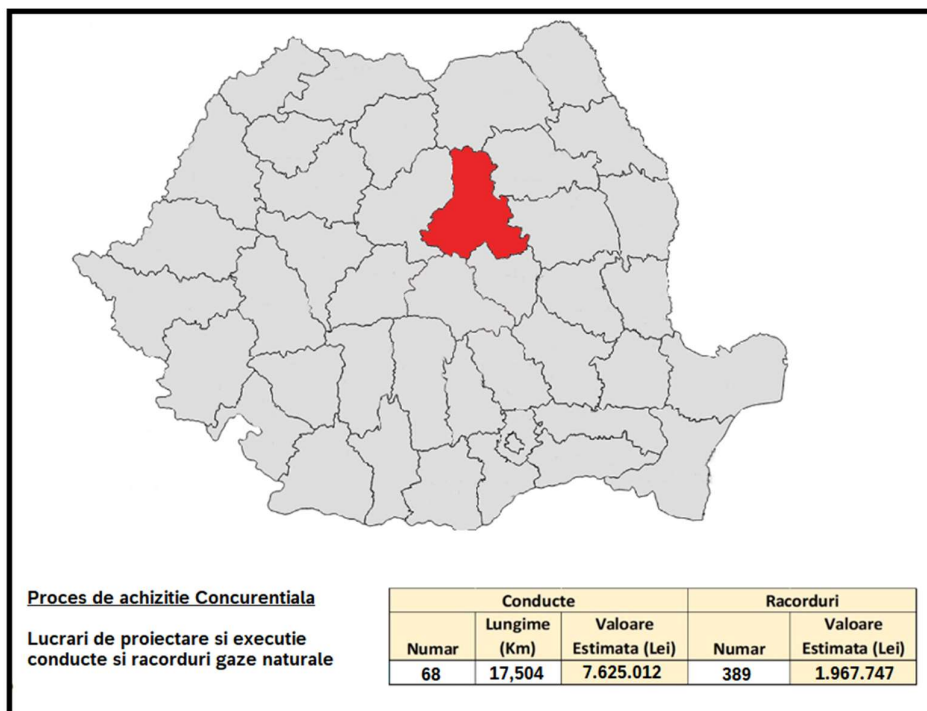 Proces de achizitie Concurentiala
Lucrari de proiectare si executie
conducte si racorduri gaze naturale
Conducte Racorduri
Numar Lungime (Km) Valoare Estimata (Lei) Numar Valoare Estimata (Lei)
68 17,504 7.625.012 389 1.967.747